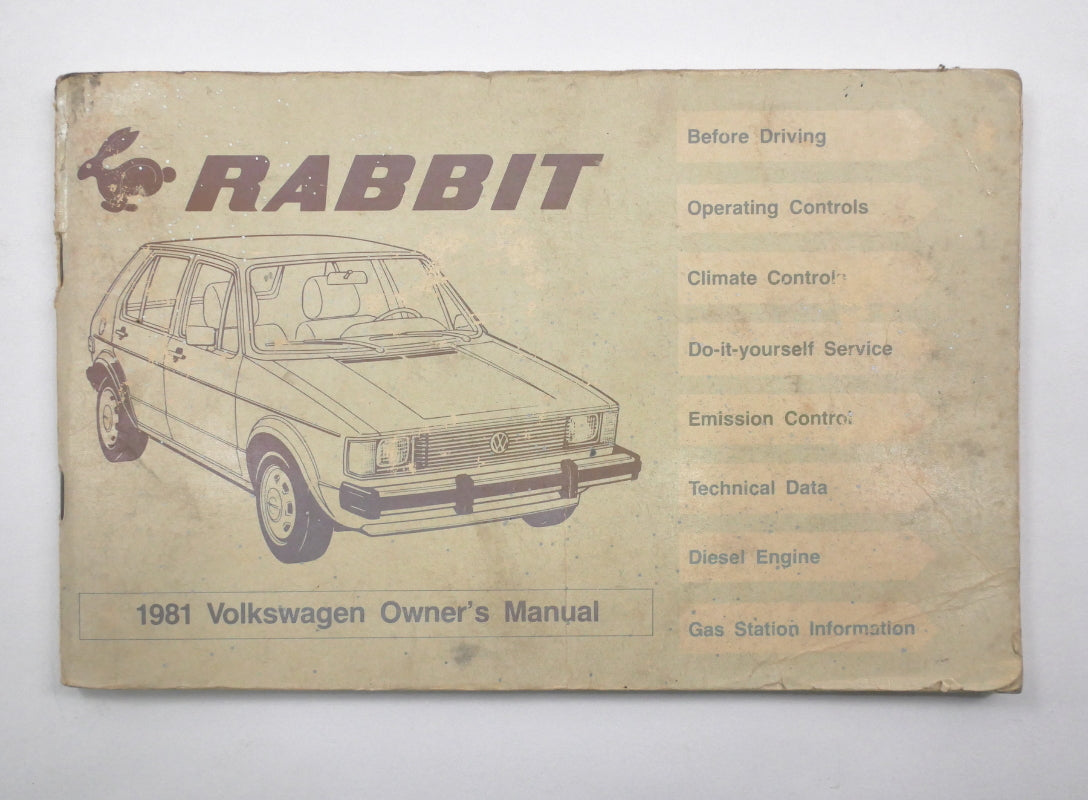 RABBIT
1981 Volkswagen Owner's Manual
Before Driving
Operating Controls
Climate Controls
Do-it-yourself Service
Emission Control
Technical Data
Diesel Engine
Gas Station Information